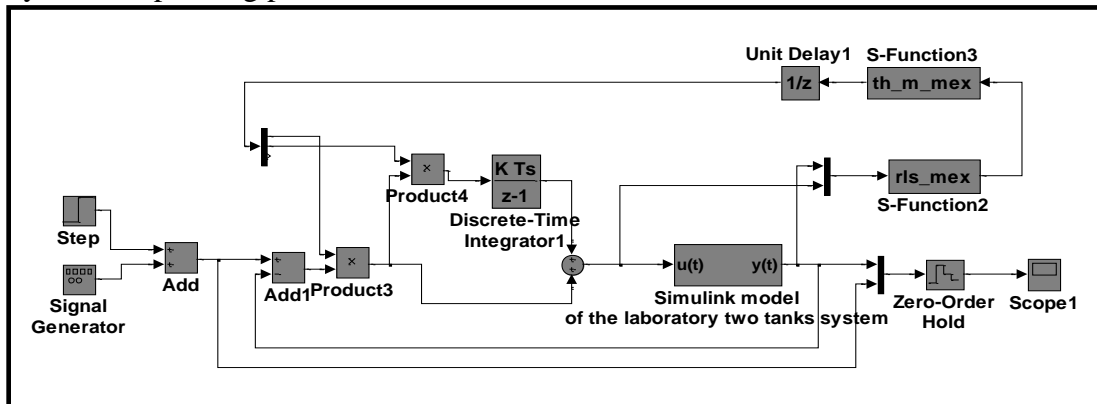 Unit Delay1
S-Function3
1/z
th_m_mex
K Ts
z-1
×
Product4
Discrete-Time
Integrator1
rls_mex
S-Function2
Step
Signal
Generator
+
+
Add
+
−
Add1
×
Product3
+
+
u(t) y(t)
Simulink model
of the laboratory two tanks system
Zero-Order
Hold
Scope1